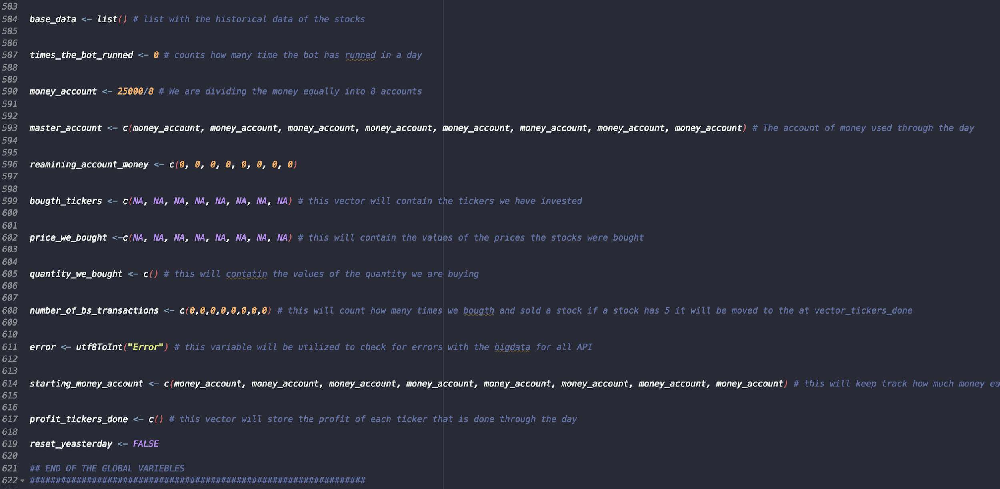 583
584 base_data <- list() # list with the historical data of the stocks
585
586
587 times_the_bot_runned <- 0 # counts how many time the bot has runned in a day
588
589
590 money_account <- 25000/8 # We are dividing the money equally into 8 accounts
591
592
593 master_account <- c(money_account, money_account, money_account, money_account, money_account, money_account, money_account, money_account) # The account of money used through the day
594
595
596 reamining_account_money <- c(0, 0, 0, 0, 0, 0, 0, 0)
597
598
599 bougth_tickers <- c(NA, NA, NA, NA, NA, NA, NA, NA) # this vector will contain the tickers we have invested
600
601
602 price_we_bought <-c(NA, NA, NA, NA, NA, NA, NA, NA) # this will contain the values of the prices the stocks were bought
603
604
605 quantity_we_bought <- c() # this will contatin the values of the quantity we are buying
606
607
608 number_of_bs_transactions <- c(0,0,0,0,0,0,0,0) # this will count how many times we bougth and sold a stock if a stock has 5 it will be moved to the at vector_tickers_done
609
610
611 error <- utf8ToInt("Error") # this variable will be utilized to check for errors with the bigdata for all API
612
613
614 starting_money_account <- c(money_account, money_account, money_account, money_account, money_account, money_account, money_account, money_account) # this will keep track how much money ea
615
616
617 profit_tickers_done <- c() # this vector will store the profit of each ticker that is done through the day
618
619 reset_yeasterday <- FALSE
620
621 ## END OF THE GLOBAL VARIEBLES
622 #################################################################